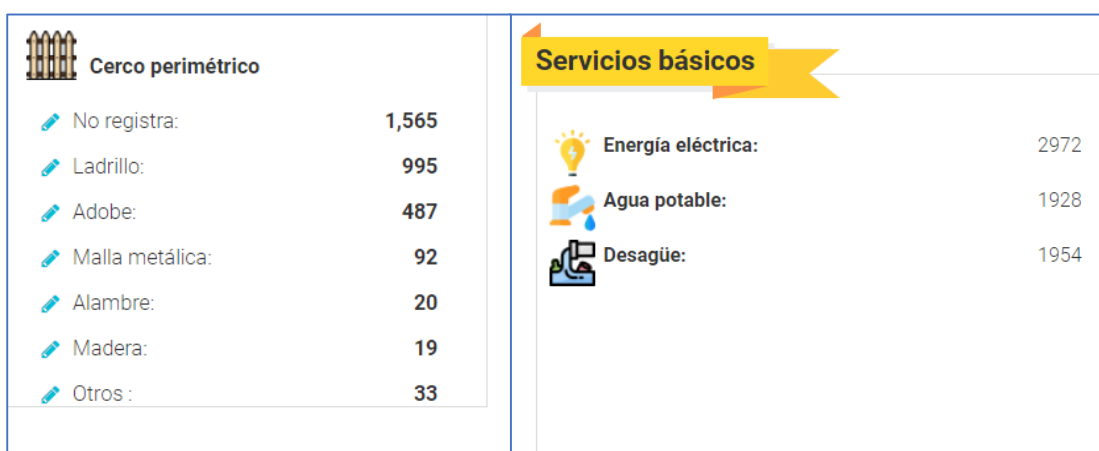 Cerco perimétrico
No registra: 1,565
Ladrillo: 995
Adobe: 487
Malla metálica: 92
Alambre: 20
Madera: 19
Otros : 33
Servicios básicos
Energía eléctrica: 2972
Agua potable: 1928
Desagüe: 1954